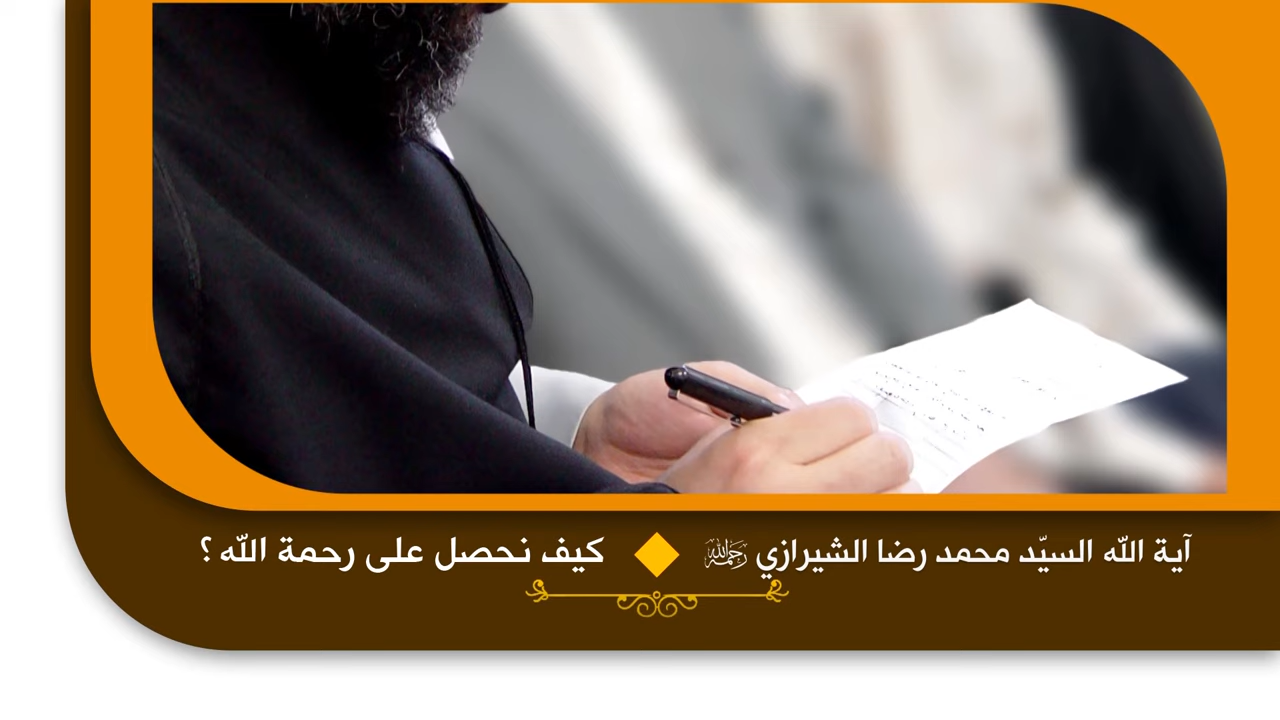 آية الله السيّد محمد رضا الشيرازي رحمه الله ◆ كيف نحصل على رحمة الله ؟